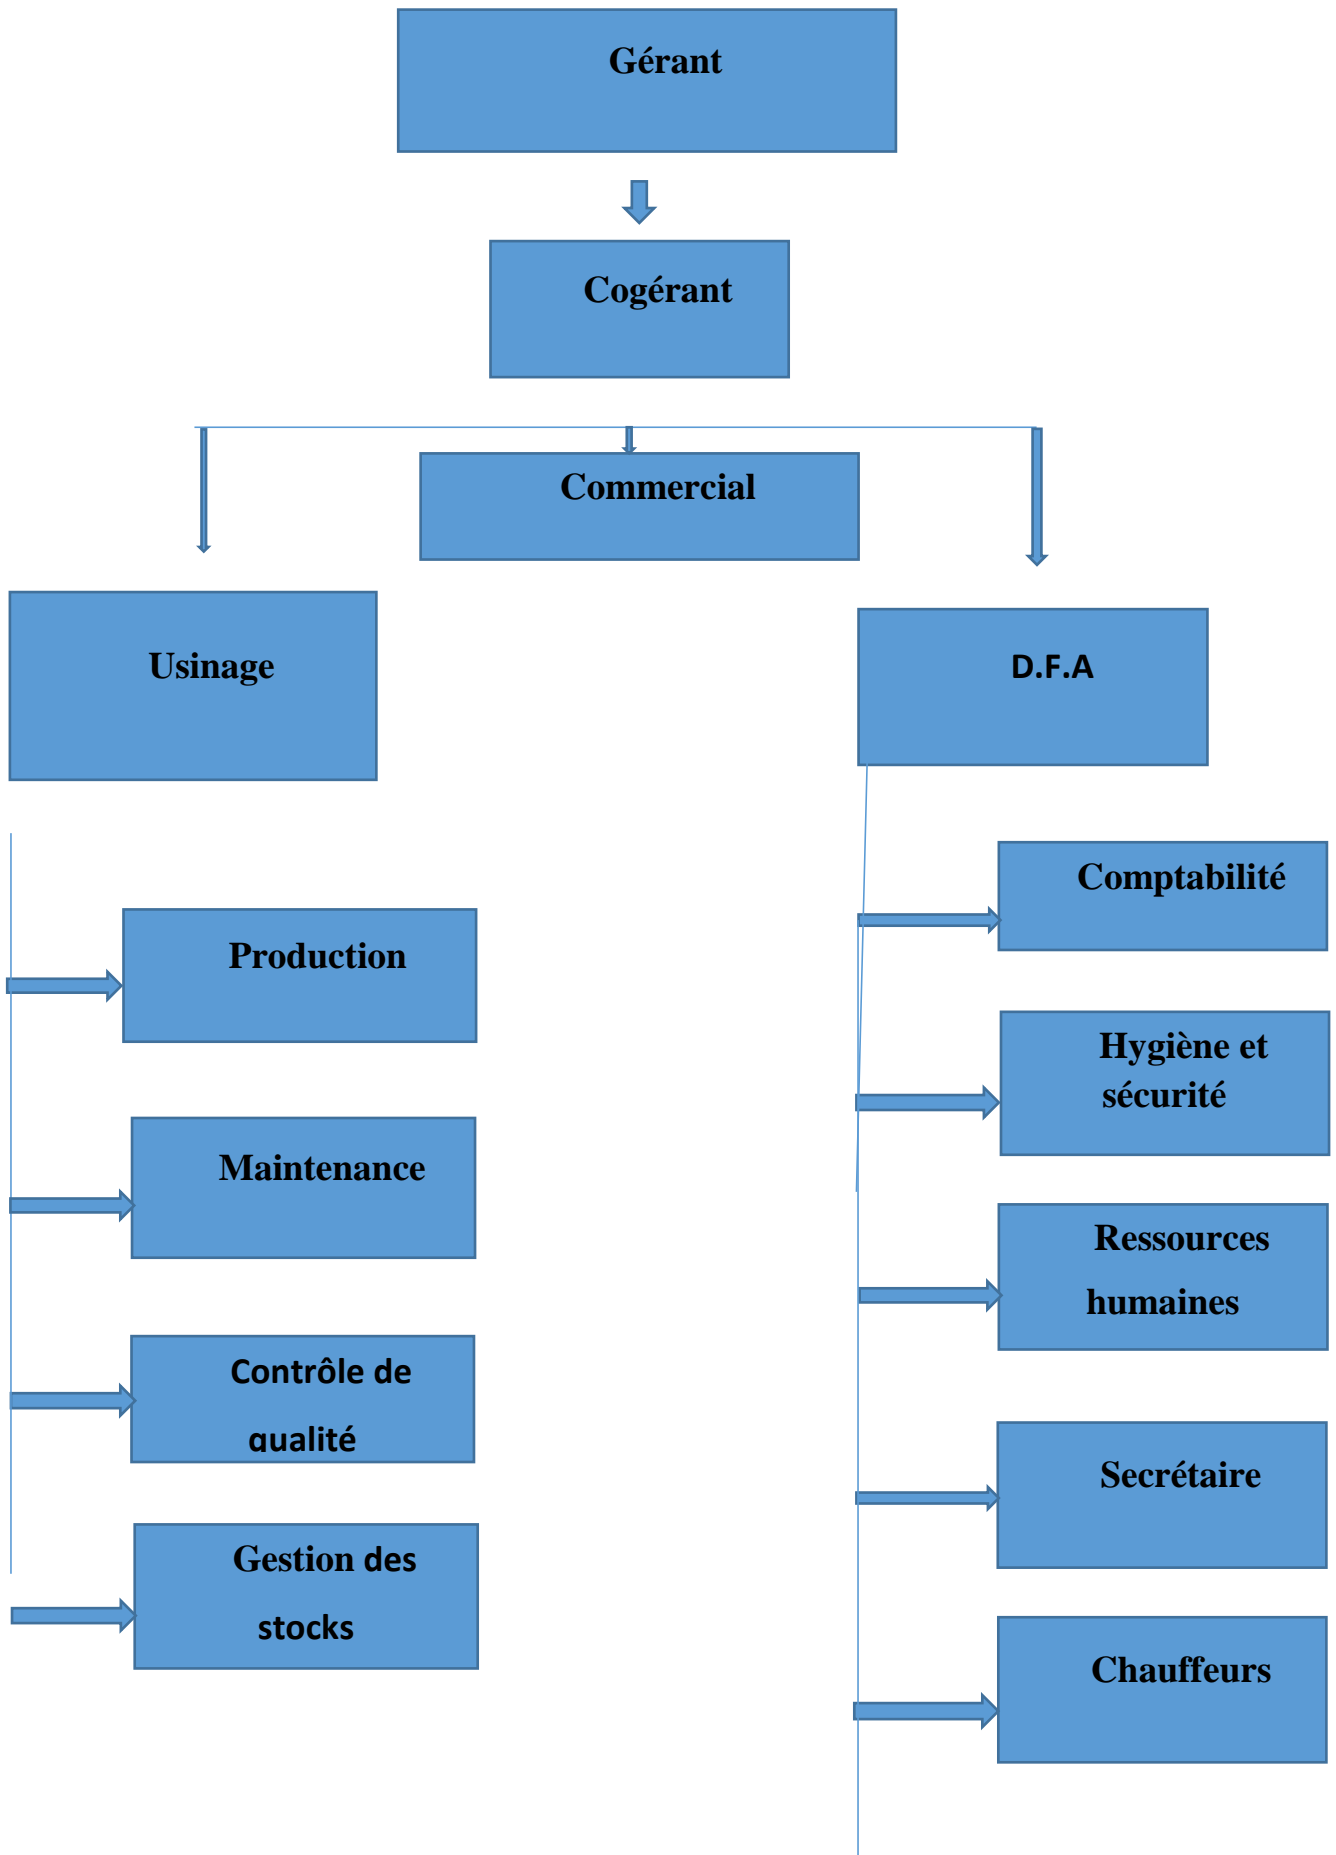 Gérant
Cogérant
Commercial
Usinage
D.F.A
Production
Maintenance
Contrôle de
qualité
Gestion des
stocks
Comptabilité
Hygiène et
sécurité
Ressources
humaines
Secrétaire
Chauffeurs